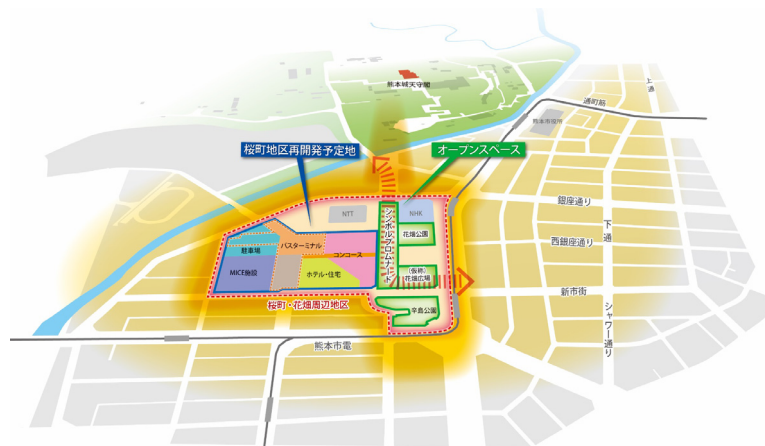 熊本城天守閣
上通
通町筋
熊本市役所
桜町地区再開発予定地
オープンスペース
NTT
シンボルプロムナード
NHK
花畑公園
銀座通り
下通
西銀座通り
駐車場
バスターミナル
コンコース
MICE施設
ホテル・住宅
(仮称)
花畑広場
新市街
桜町・花畑周辺地区
辛島公園
シャワー通り
熊本市電